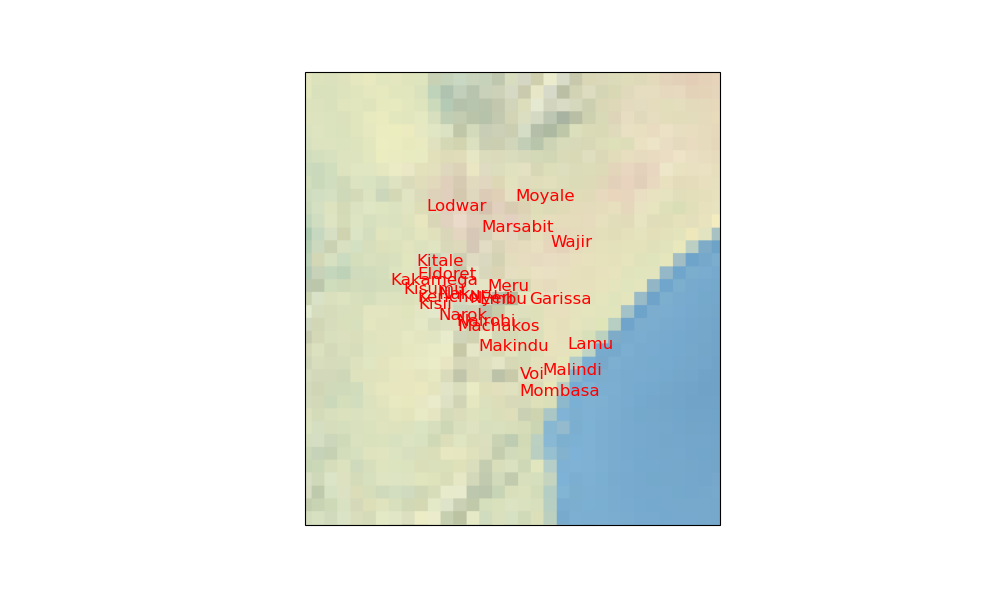 Moyale
Lodwar
Marsabit
Wajir
Kitale
Eldoret
Kakamega
Meru
Kisumu
Nakuru
Kericho
Nyeri
Embu
Garissa
Kisii
Narok
Nairobi
Machakos
Lamu
Makindu
Malindi
Voi
Mombasa